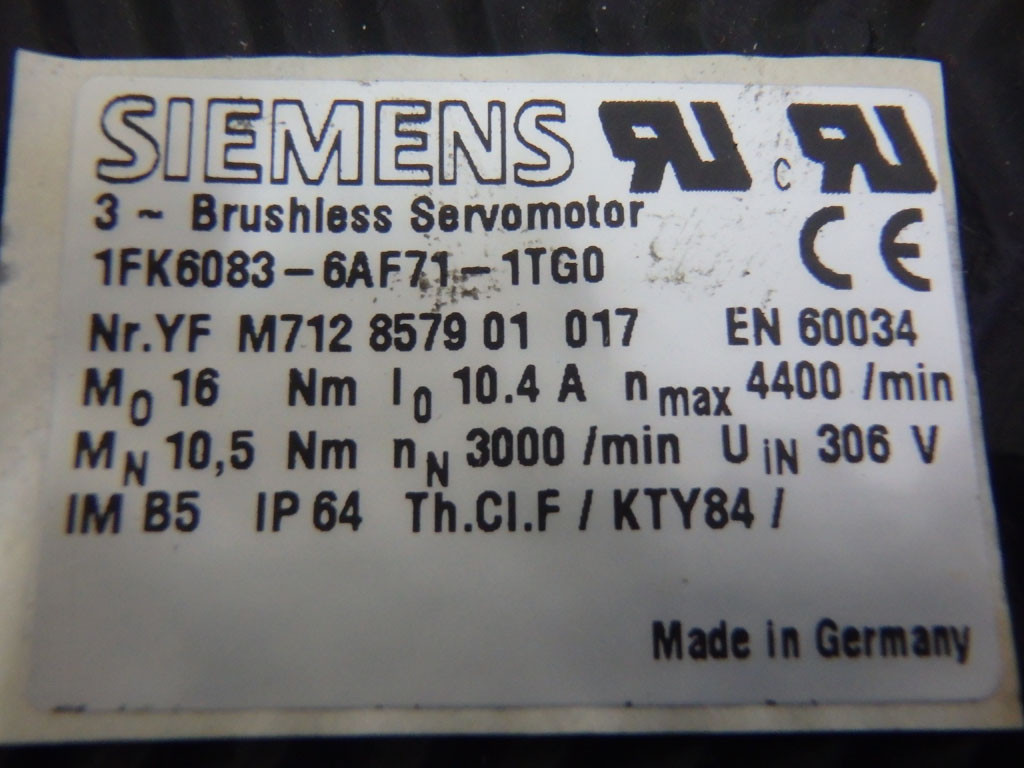 SIEMENS
3 ~ Brushless Servomotor
1FK6083-6AF71-1TG0
Nr.YF M712 8579 01 017 EN 60034
M0 16 Nm I0 10.4 A n max 4400 /min
MN 10,5 Nm nN 3000 /min U iN 306 V
IM B5 IP 64 Th.Cl.F / KTY84 /
Made in Germany